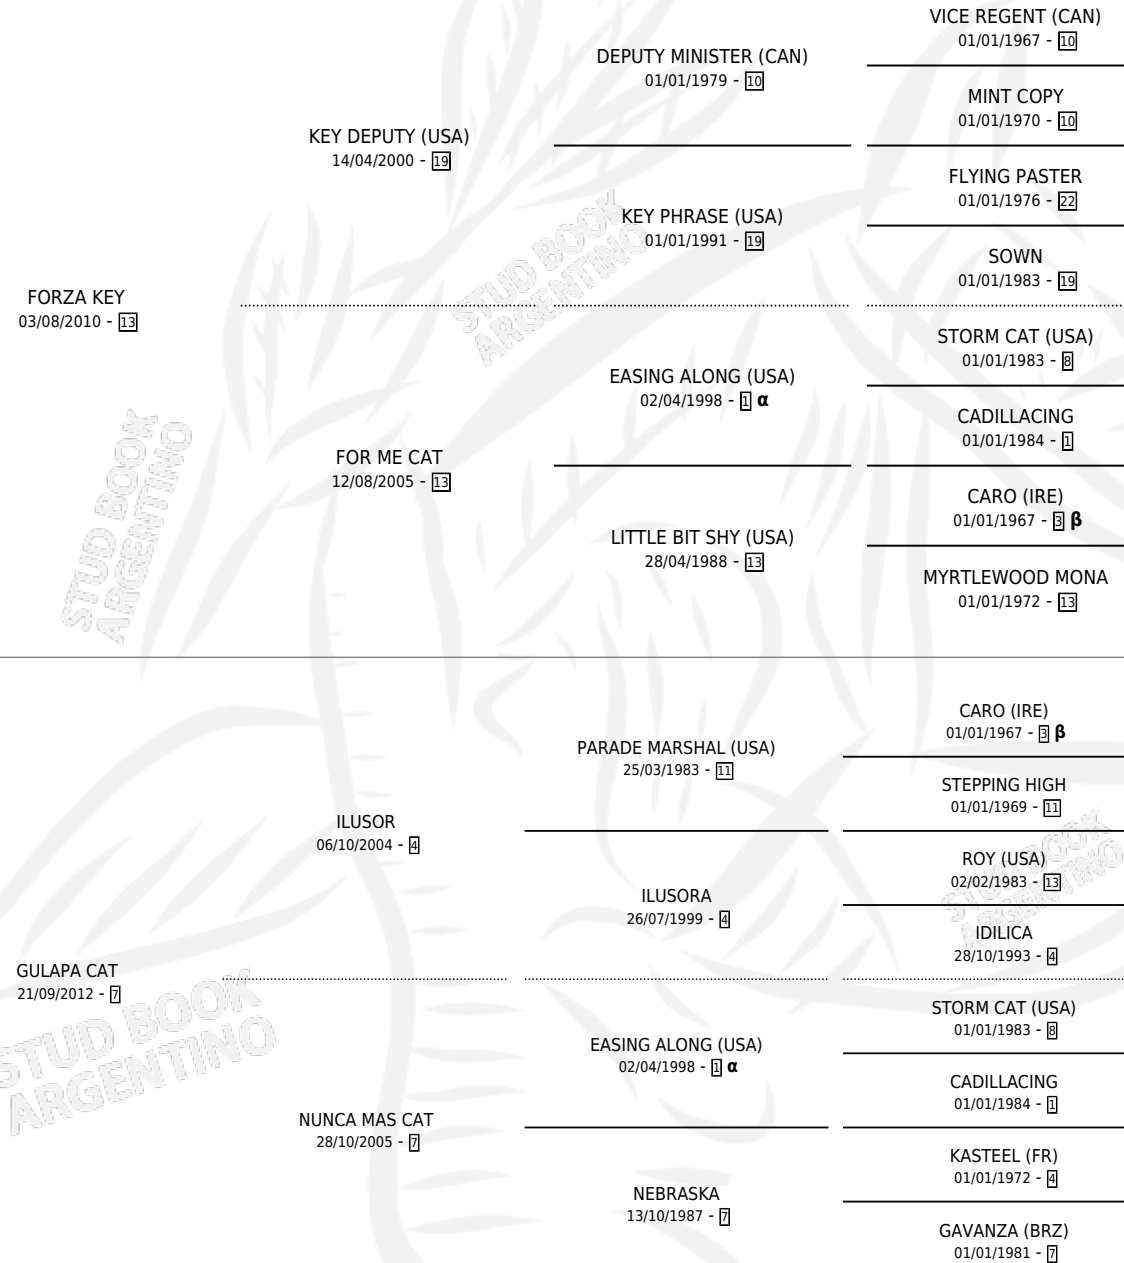 VICE REGENT (CAN)
01/01/1967 - 10
DEPUTY MINISTER (CAN)
01/01/1979 - 10
MINT COPY
01/01/1970 - 10
KEY DEPUTY (USA)
14/04/2000 - 19
FLYING PASTER
01/01/1976 - 22
KEY PHRASE (USA)
01/01/1991 - 19
SOWN
01/01/1983 - 19
FORZA KEY
03/08/2010 - 13
STORM CAT (USA)
01/01/1983 - 8
EASING ALONG (USA)
02/04/1998 - 1 α
CADILLACING
01/01/1984 - 1
FOR ME CAT
12/08/2005 - 13
CARO (IRE)
01/01/1967 - 3 β
LITTLE BIT SHY (USA)
28/04/1988 - 13
MYRTLEWOOD MONA
01/01/1972 - 13
CARO (IRE)
01/01/1967 - 3 β
PARADE MARSHAL (USA)
25/03/1983 - 11
STEPPING HIGH
01/01/1969 - 11
ILUSOR
06/10/2004 - 4
ROY (USA)
02/02/1983 - 13
ILUSORA
26/07/1999 - 4
IDILICA
28/10/1993 - 4
GULAPA CAT
21/09/2012 - 7
STORM CAT (USA)
01/01/1983 - 8
EASING ALONG (USA)
02/04/1998 - 1 α
CADILLACING
01/01/1984 - 1
NUNCA MAS CAT
28/10/2005 - 7
KASTEEL (FR)
01/01/1972 - 4
NEBRASKA
13/10/1987 - 7
GAVANZA (BRZ)
01/01/1981 - 7
STUD BOOK
ARGENTINO
STUD BOOK
ARGENTINO
STUD BOOK
ARGENTINO
STUD BOOK
ARGENTINO